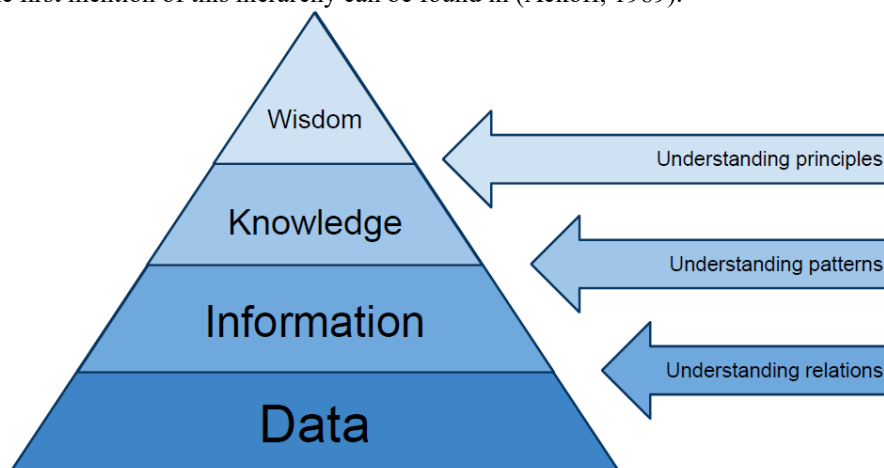 first mention of this hierarchy can be found in (Ackoff, 1989).
Wisdom
Understanding principles
Knowledge
Understanding patterns
Information
Understanding relations
Data